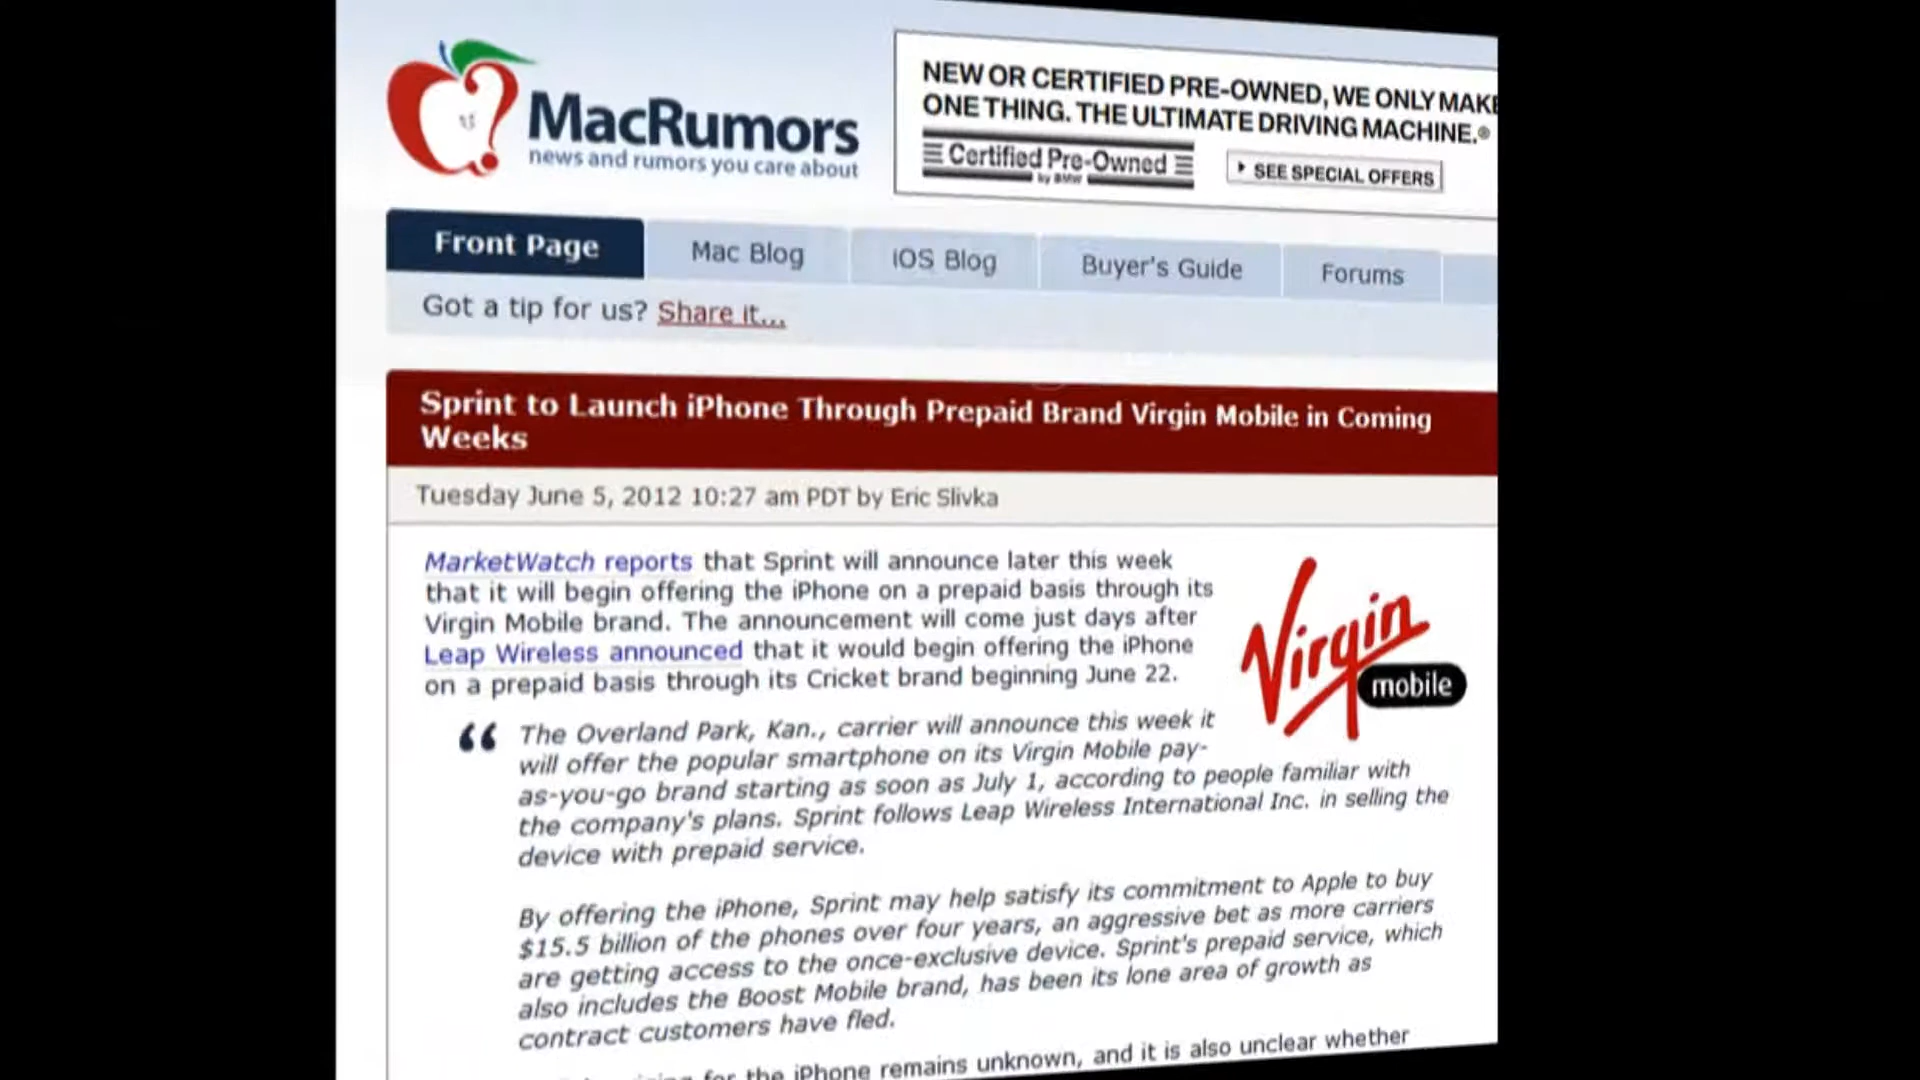 MacRumors
news and rumors you care about
NEW OR CERTIFIED PRE-OWNED, WE ONLY MAKE
ONE THING. THE ULTIMATE DRIVING MACHINE.®
Certified Pre-Owned
by BMW
SEE SPECIAL OFFERS
Front Page
Mac Blog
iOS Blog
Buyer's Guide
Forums
Got a tip for us? Share it...
Sprint to Launch iPhone Through Prepaid Brand Virgin Mobile in Coming
Weeks
Tuesday June 5, 2012 10:27 am PDT by Eric Slivka
MarketWatch reports that Sprint will announce later this week
that it will begin offering the iPhone on a prepaid basis through its
Virgin Mobile brand. The announcement will come just days after
Leap Wireless announced that it would begin offering the iPhone
on a prepaid basis through its Cricket brand beginning June 22.
Virgin
mobile
“ The Overland Park, Kan., carrier will announce this week it
will offer the popular smartphone on its Virgin Mobile pay-
as-you-go brand starting as soon as July 1, according to people familiar with
the company's plans. Sprint follows Leap Wireless International Inc. in selling the
device with prepaid service.
By offering the iPhone, Sprint may help satisfy its commitment to Apple to buy
$15.5 billion of the phones over four years, an aggressive bet as more carriers
are getting access to the once-exclusive device. Sprint's prepaid service, which
also includes the Boost Mobile brand, has been its lone area of growth as
contract customers have fled.
for the iPhone remains unknown, and it is also unclear whether